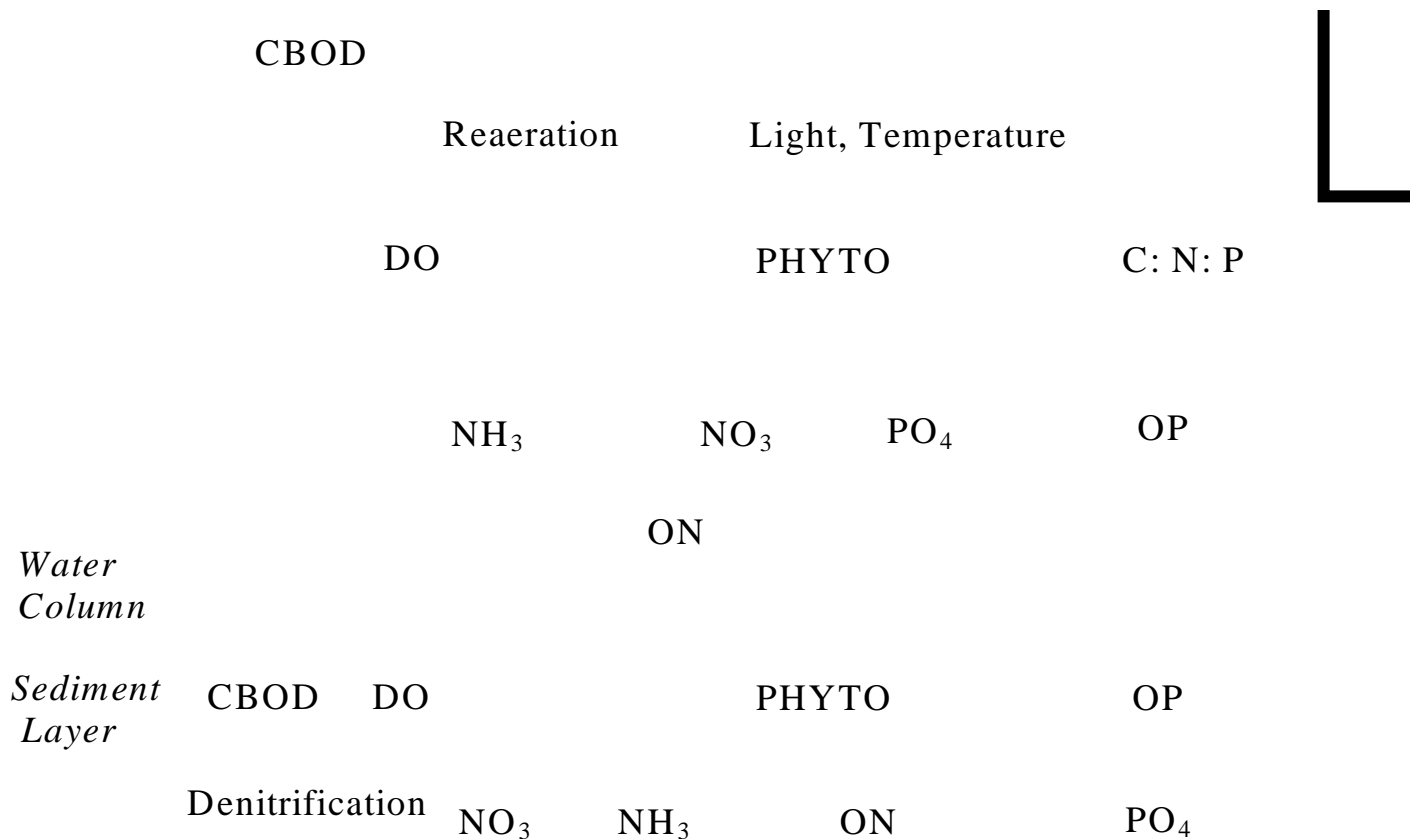 CBOD
Reaeration Light, Temperature
DO PHYTO C: N: P
NH₃ NO₃ PO₄ OP
ON
Water
Column
Sediment
Layer
CBOD DO PHYTO OP
Denitrification NO₃ NH₃ ON PO₄